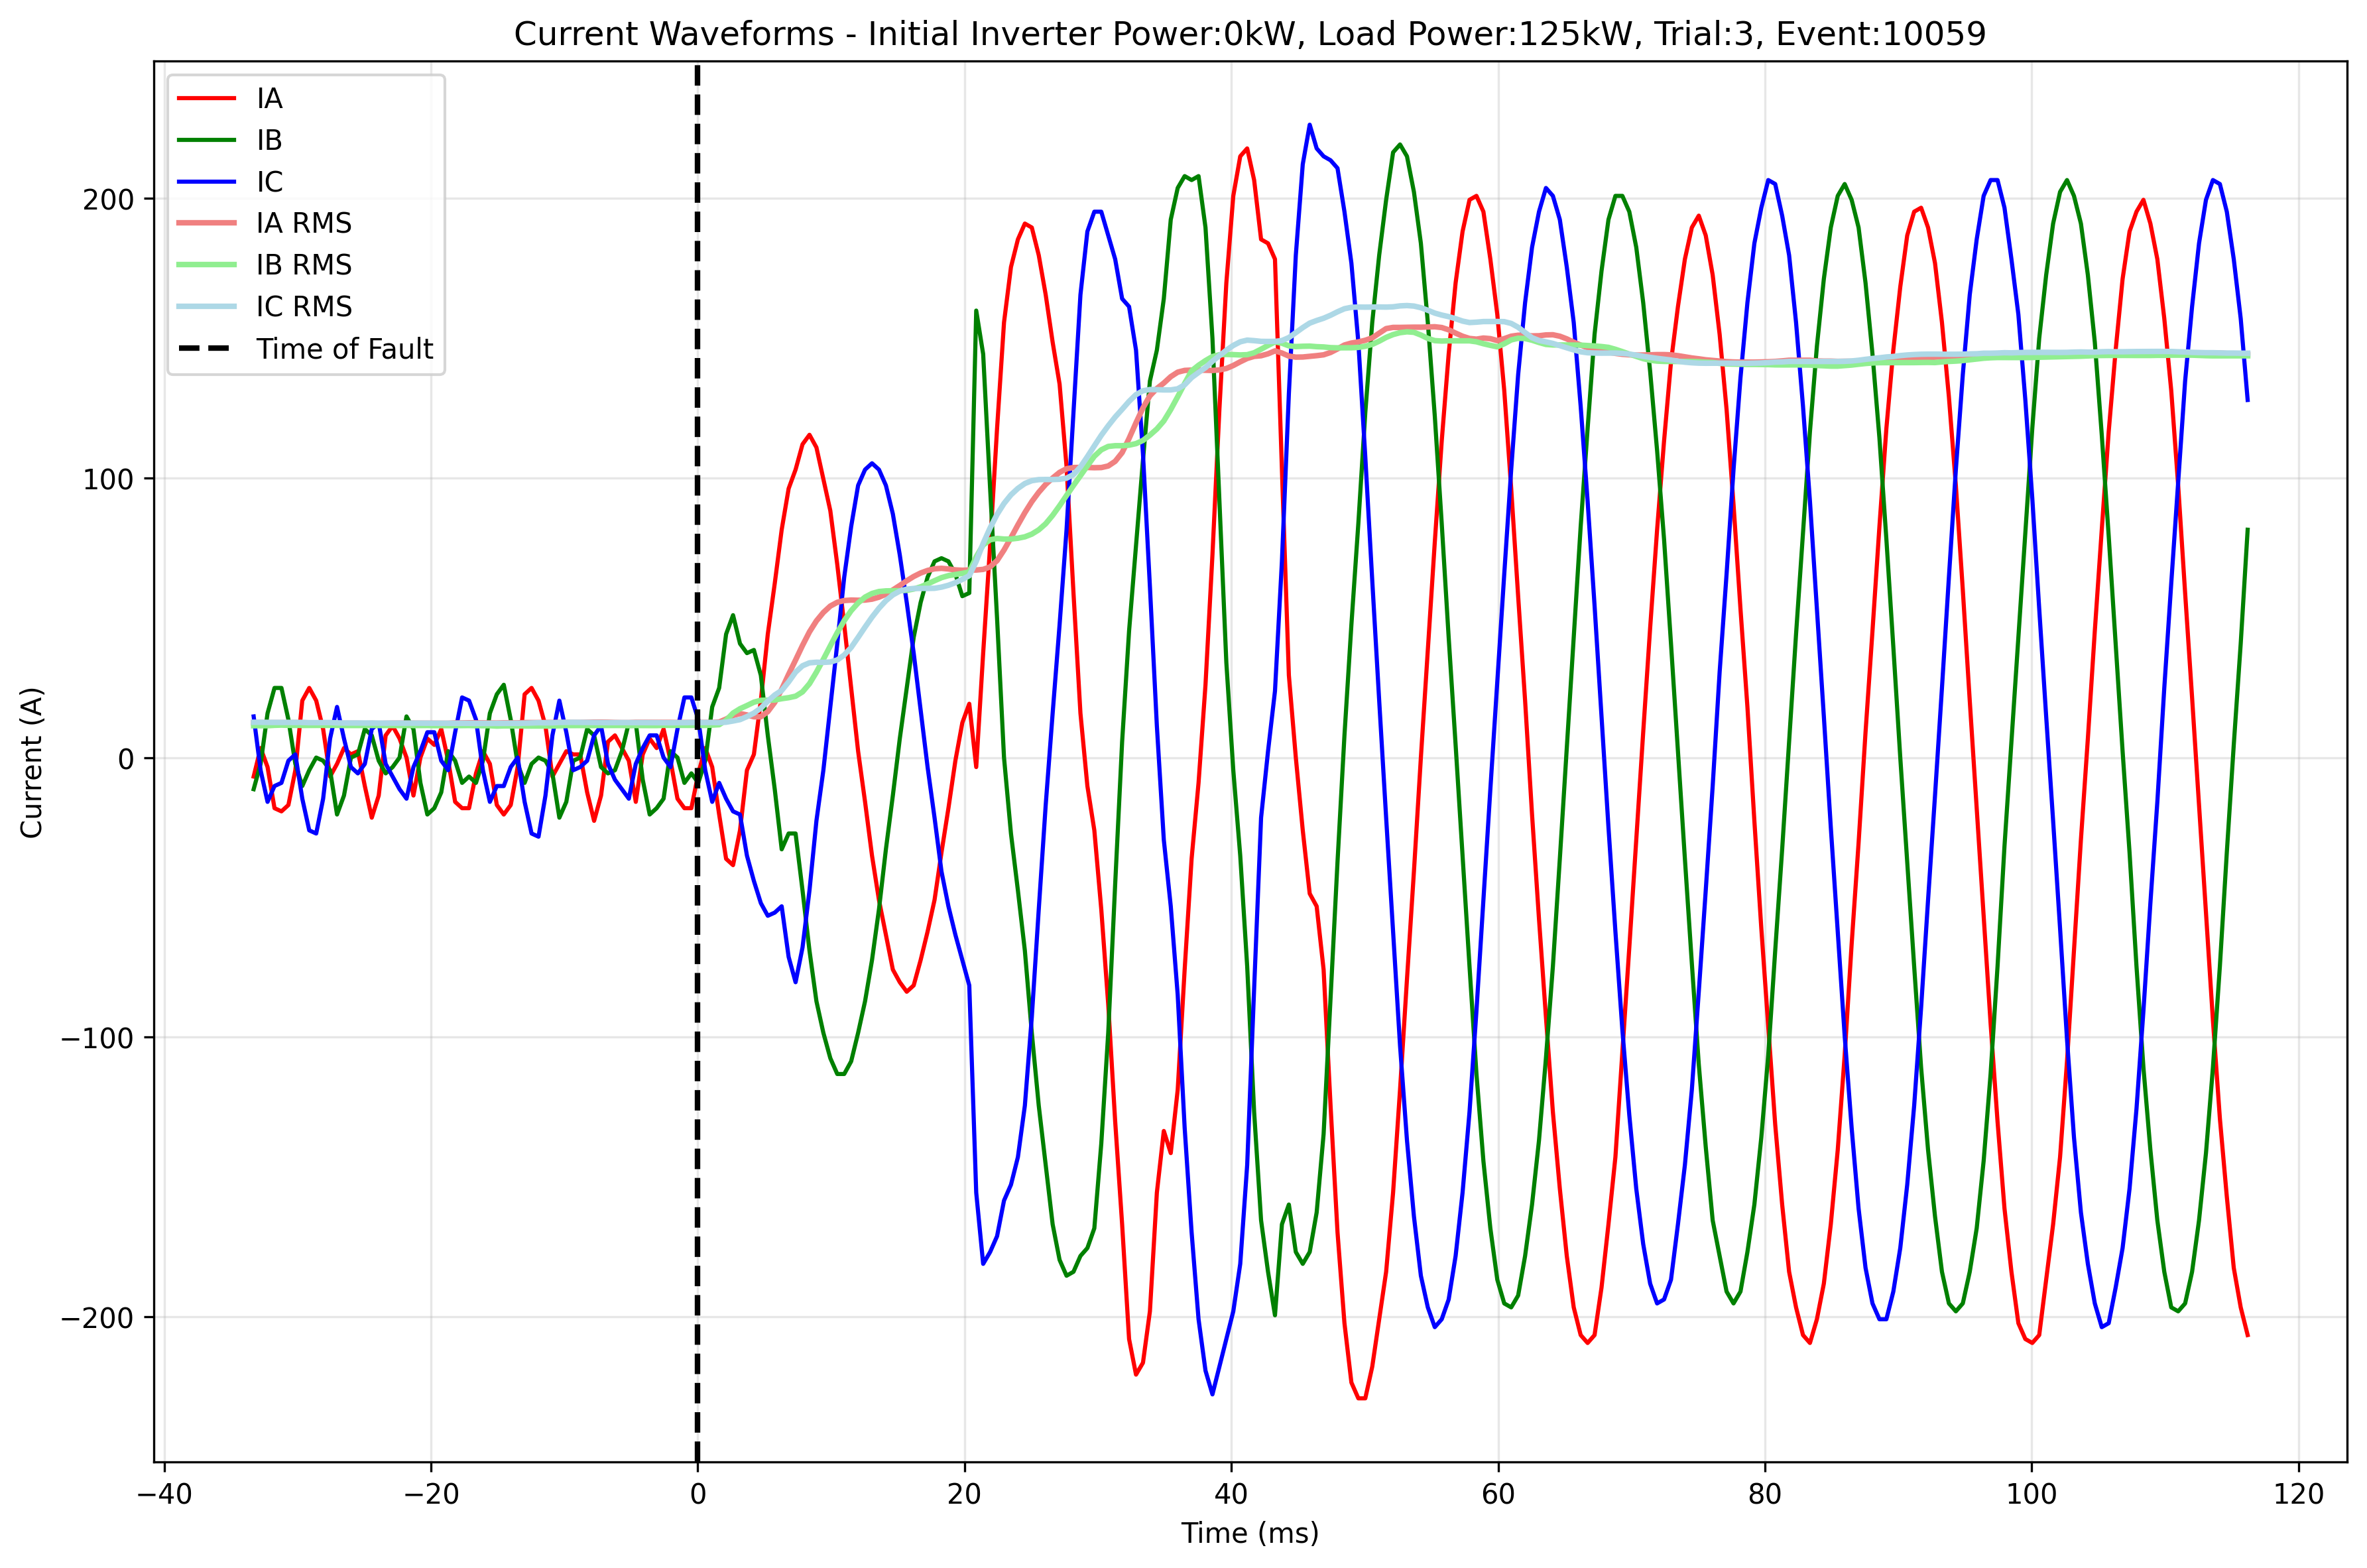 Current Waveforms - Initial Inverter Power:0kW, Load Power:125kW, Trial:3, Event:10059
IA
IB
IC
IA RMS
IB RMS
IC RMS
Time of Fault
200
100
0
−100
−200
Current (A)
−40 −20 0 20 40 60 80 100 120
Time (ms)